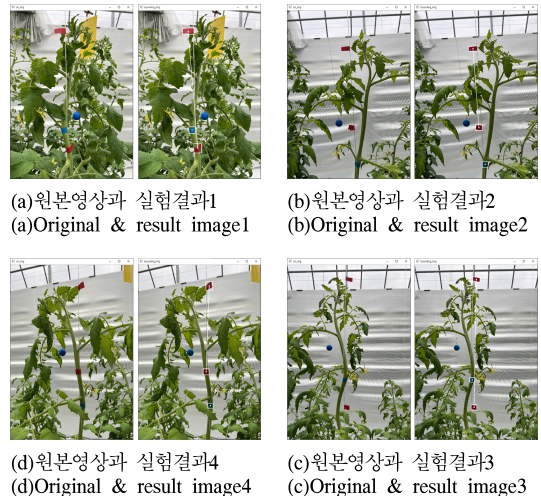 (a)원본영상과 실험결과1
(a)Original & result image1
(b)원본영상과 실험결과2
(b)Original & result image2
(d)원본영상과 실험결과4
(d)Original & result image4
(c)원본영상과 실험결과3
(c)Original & result image3